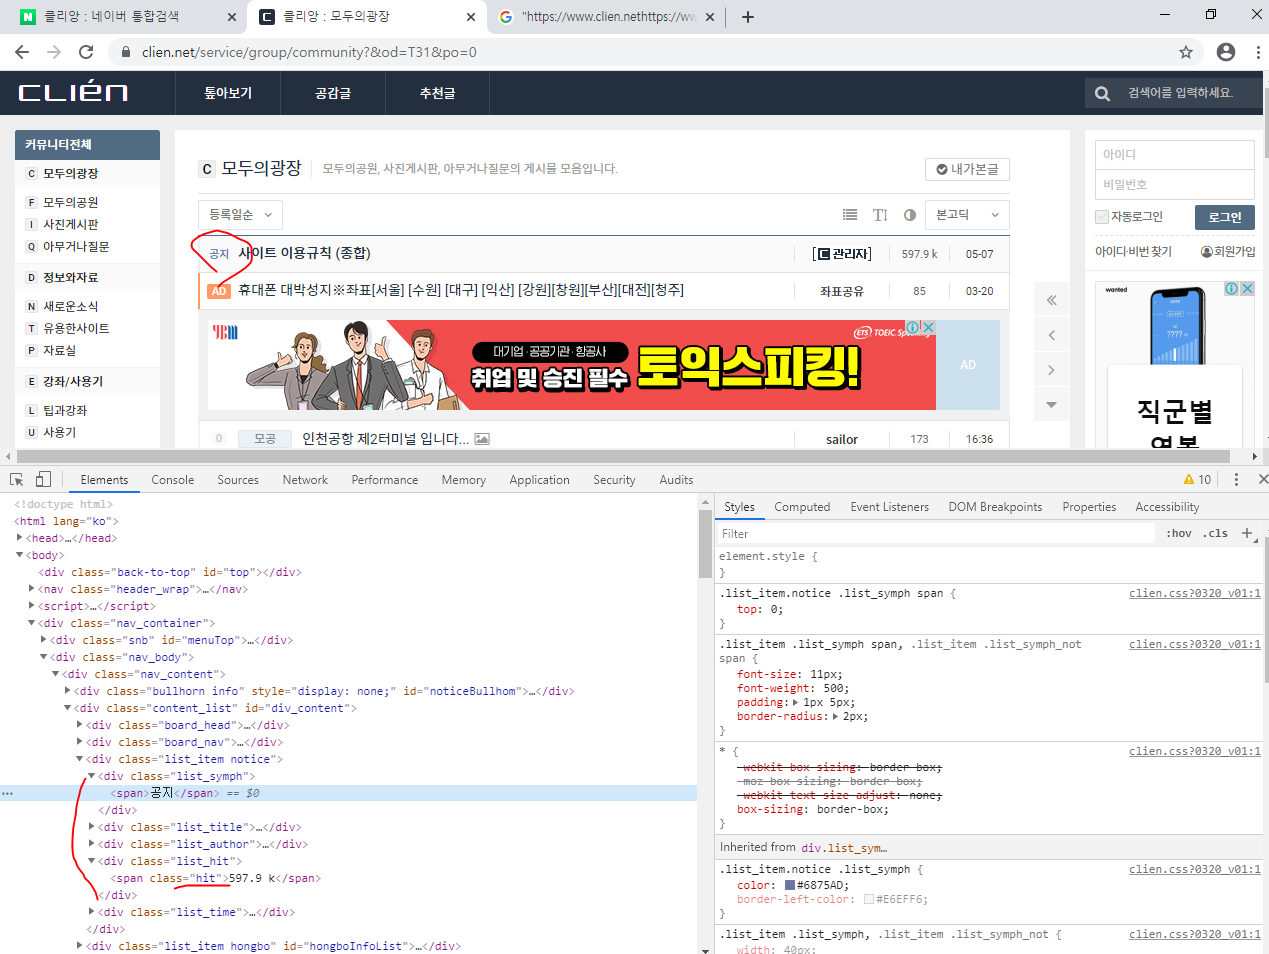 클리앙 : 네이버 통합검색
클리앙 : 모두의광장
"https://www.clien.nethttps://ww
clien.net/service/group/community?&od=T31&po=0
CLIÉN
톺아보기
공감글
추천글
검색어를 입력하세요.
커뮤니티전체
C 모두의광장
F 모두의공원
I 사진게시판
Q 아무거나질문
D 정보와자료
N 새로운소식
T 유용한사이트
P 자료실
E 강좌/사용기
L 팁과강좌
U 사용기
C 모두의광장 모두의공원, 사진게시판, 아무거나질문의 게시물 모음입니다.
내가본글
등록일순
본고딕
공지 사이트 이용규칙 (종합) [C 관리자] 597.9 k 05-07
AD 휴대폰 대박성지※좌표[서울] [수원] [대구] [익산] [강원][창원][부산][대전][청주] 좌표공유 85 03-20
YBM
대기업·공공기관·항공사
취업 및 승진 필수 토익스피킹!
ETS TOEIC
AD
0 모공 인천공항 제2터미널 입니다... sailor 173 16:36
아이디
비밀번호
자동로그인 로그인
아이디·비번 찾기 회원가입
wanted
???? 
직군별
연봉
Elements Console Sources Network Performance Memory Application Security Audits 10
<!doctype html>
<html lang="ko">
<head>…</head>
<body>
<div class="back-to-top" id="top"></div>
<nav class="header_wrap">…</nav>
<script>…</script>
<div class="nav_container">
<div class="snb" id="menuTop">…</div>
<div class="nav_body">
<div class="nav_content">
<div class="bullhorn info" style="display: none;" id="noticeBullhom">…</div>
<div class="content_list" id="div_content">
<div class="board_head">…</div>
<div class="board_nav">…</div>
<div class="list_item notice">
<div class="list_symph">
<span>공지</span> == $0
</div>
<div class="list_title">…</div>
<div class="list_author">…</div>
<div class="list_hit">
<span class="hit">597.9 k</span>
</div>
<div class="list_time">…</div>
</div>
<div class="list_item hongbo" id="hongboInfoList">…</div>
Styles Computed Event Listeners DOM Breakpoints Properties Accessibility
Filter :hov .cls
element.style {
}
.list_item.notice .list_symph span { clien.css?0320_v01:1
top: 0;
}
.list_item .list_symph span, .list_item .list_symph_not clien.css?0320_v01:1
span {
font-size: 11px;
font-weight: 500;
padding: 1px 5px;
border-radius: 2px;
}
* { clien.css?0320_v01:1
-webkit-box-sizing: border-box;
-moz-box-sizing: border-box;
-webkit-text-size-adjust: none;
box-sizing: border-box;
}
Inherited from div.list_sym…
.list_item.notice .list_symph { clien.css?0320_v01:1
color: #6875AD;
border-left-color: #E6EFF6;
}
.list_item .list_symph, .list_item .list_symph_not { clien.css?0320_v01:1
width: 40px;